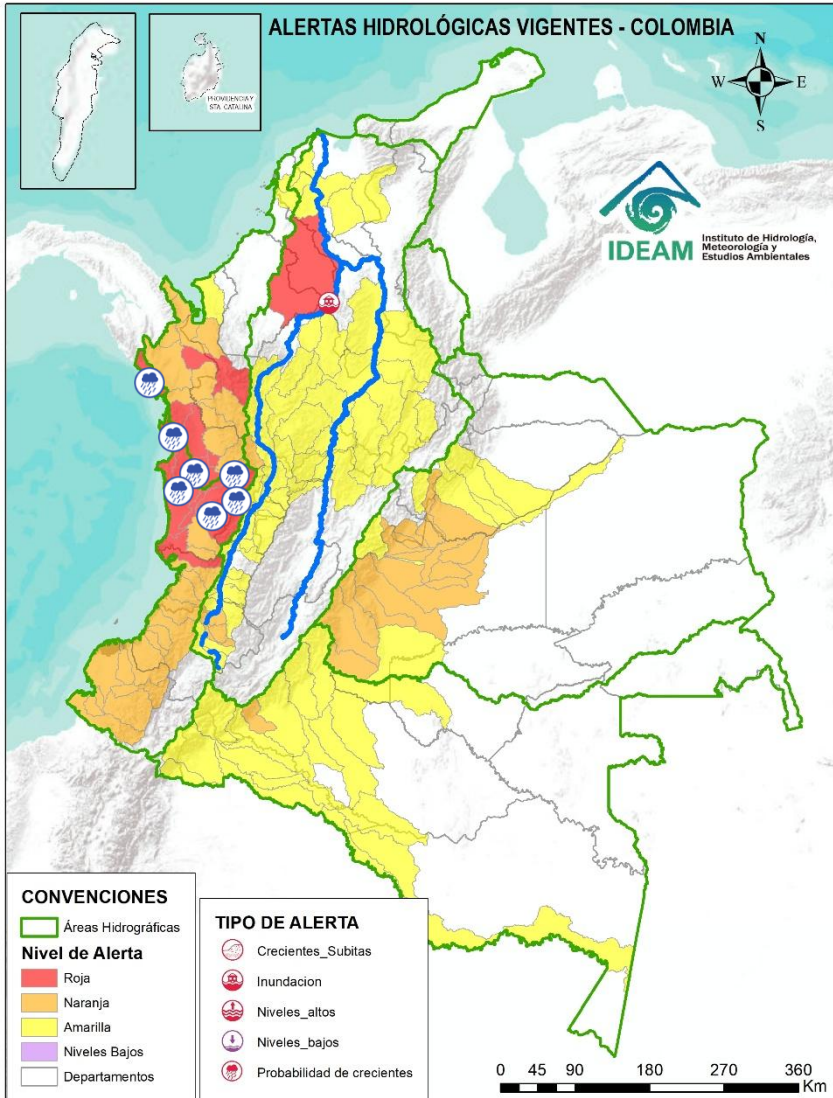 ALERTAS HIDROLÓGICAS VIGENTES - COLOMBIA
PROVIDENCIA Y
STA. CATALINA
N
W
E
S
IDEAM
Instituto de Hidrología,
Meteorología y
Estudios Ambientales
CONVENCIONES
Áreas Hidrográficas
Nivel de Alerta
Roja
Naranja
Amarilla
Niveles Bajos
Departamentos
TIPO DE ALERTA
Crecientes_Subitas
Inundacion
Niveles_altos
Niveles_bajos
Probabilidad de crecientes
0 45 90 180 270 360
Km